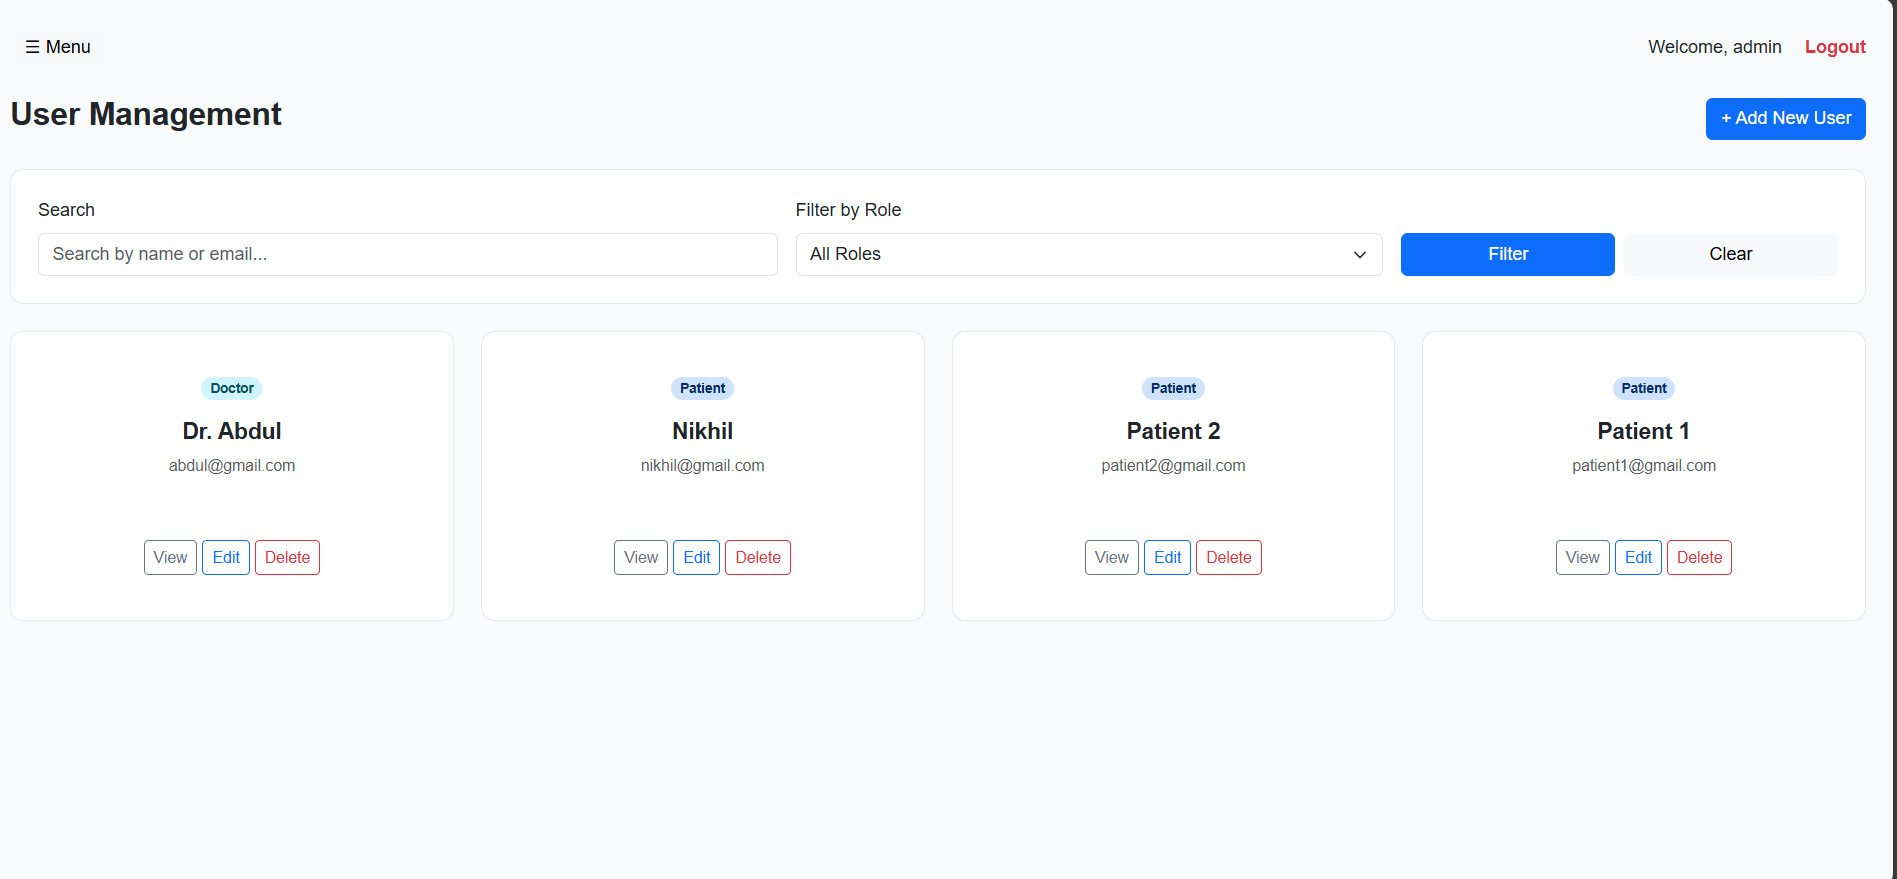 ☰ Menu
Welcome, admin Logout
User Management
+ Add New User
Search
Filter by Role
Search by name or email...
All Roles
Filter
Clear
Doctor
Dr. Abdul
abdul@gmail.com
View Edit Delete
Patient
Nikhil
nikhil@gmail.com
View Edit Delete
Patient
Patient 2
patient2@gmail.com
View Edit Delete
Patient
Patient 1
patient1@gmail.com
View Edit Delete